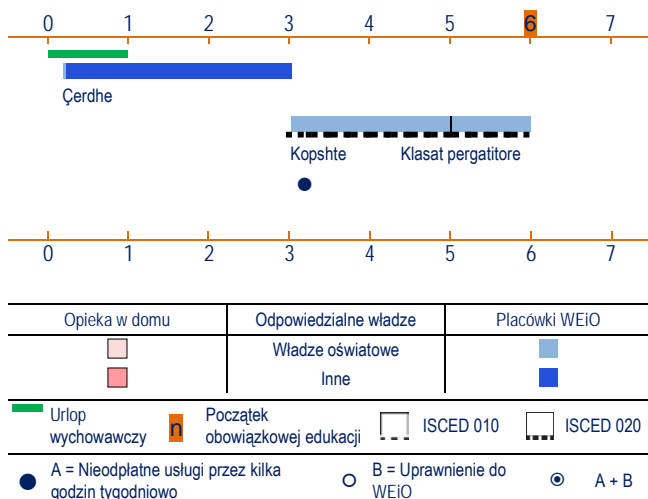 0 1 2 3 4 5 6 7
Çerdhe
Kopshte Klasat pergatitore
0 1 2 3 4 5 6 7
Opieka w domu Odpowiedzialne władze Placówki WEiO
Władze oświatowe
Inne
Urlop wychowawczy n Początek obowiązkowej edukacji ISCED 010 ISCED 020
A = Nieodpłatne usługi przez kilka godzin tygodniowo B = Uprawnienie do WEiO A + B